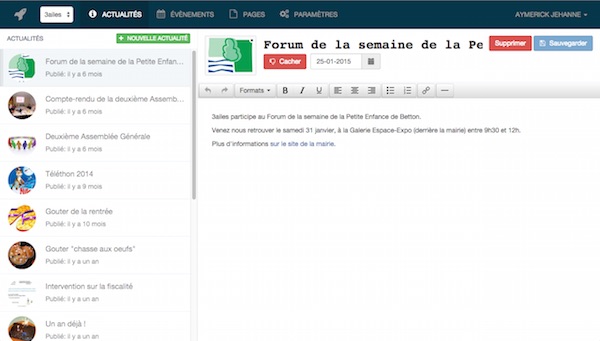 3ailes
ACTUALITÉS
ÉVÈNEMENTS
PAGES
PARAMÈTRES
AYMERICK JEHANNE
ACTUALITÉS
NOUVELLE ACTUALITÉ
Forum de la semaine de la Petite Enfanc...
Publié: il y a 6 mois
Compte-rendu de la deuxième Assemb...
Publié: il y a 6 mois
Deuxième Assemblée Générale
Publié: il y a 6 mois
Téléthon 2014
Publié: il y a 9 mois
Gouter de la rentrée
Publié: il y a 10 mois
Gouter "chasse aux oeufs"
Publié: il y a un an
Intervention sur la fiscalité
Publié: il y a un an
Un an déjà !
Publié: il y a un an
Forum de la semaine de la Pe
Supprimer
Sauvegarder
Cacher
25-01-2015
Formats
B I U
3ailes participe au Forum de la semaine de la Petite Enfance de Betton.
Venez nous retrouver le samedi 31 janvier, à la Galerie Espace-Expo (derrière la mairie) entre 9h30 et 12h.
Plus d'informations sur le site de la mairie.